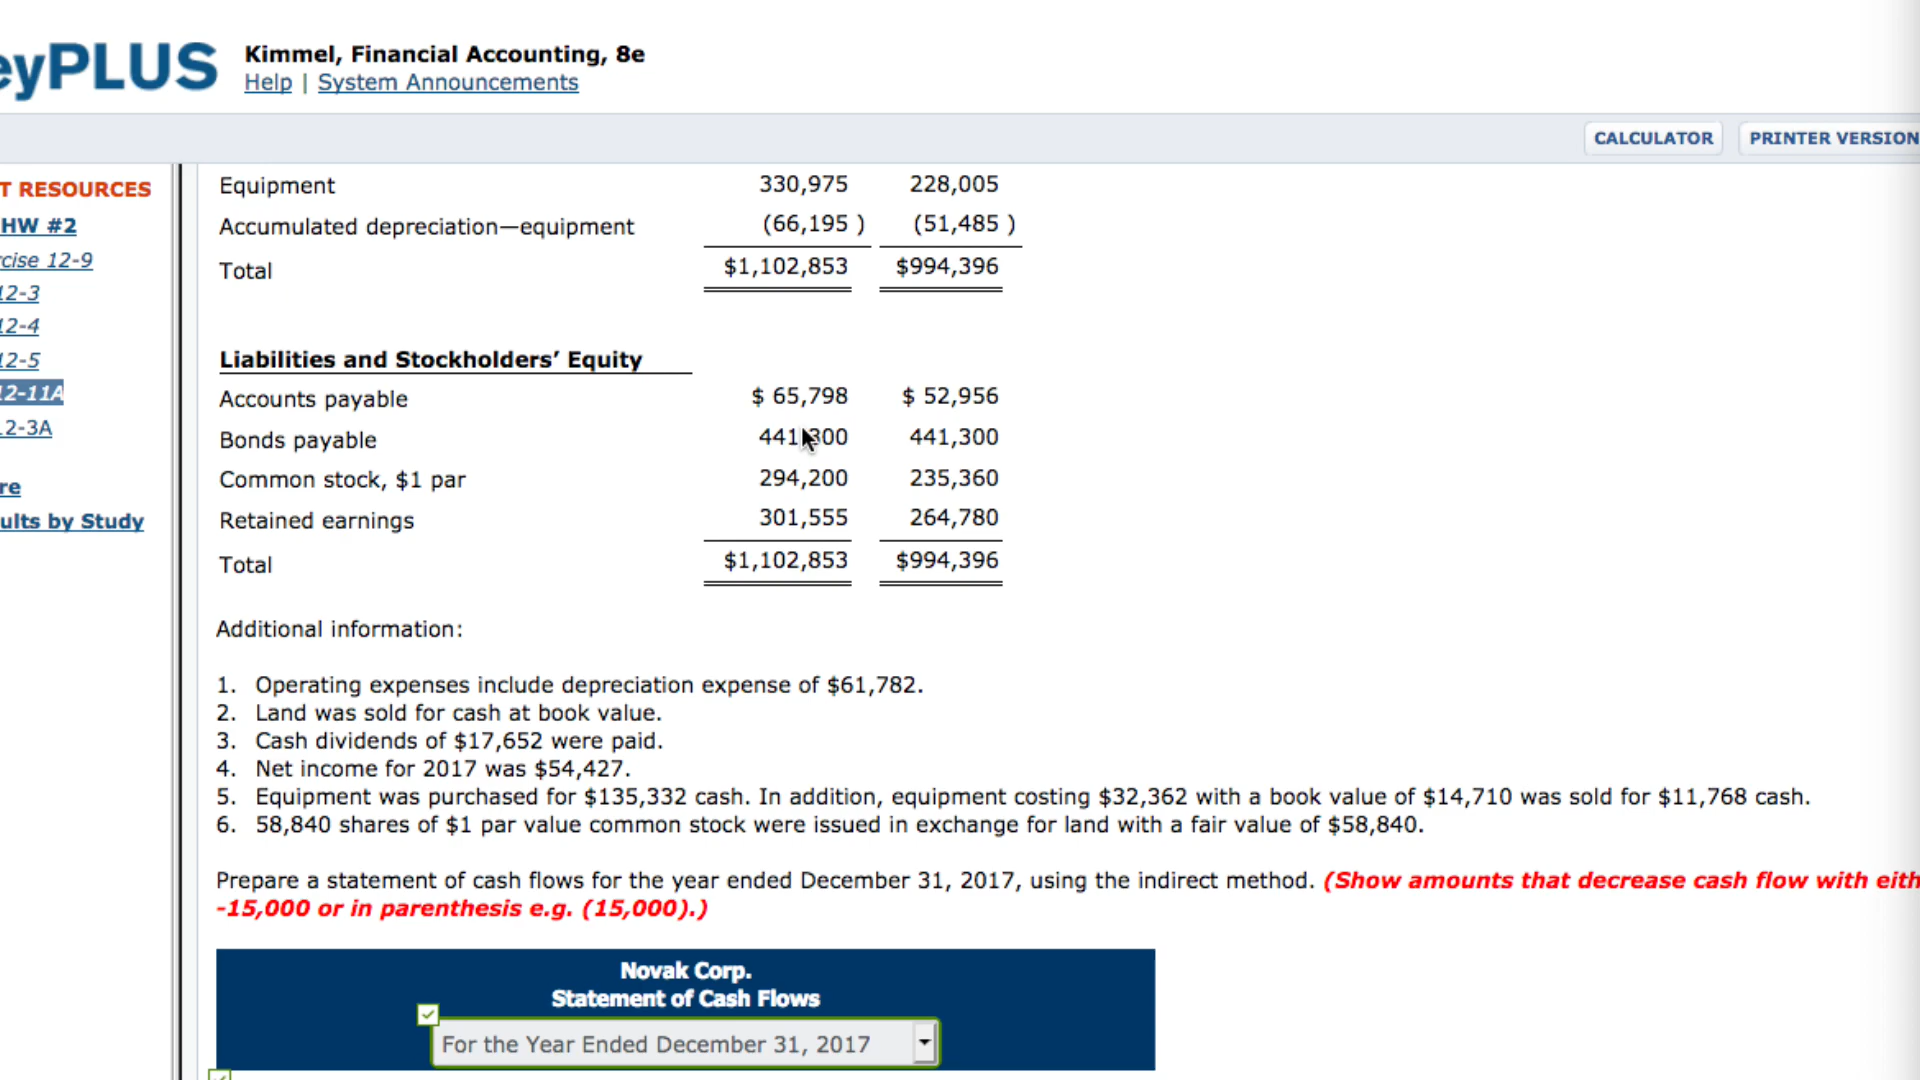 eyPLUS
Kimmel, Financial Accounting, 8e
Help | System Announcements
CALCULATOR PRINTER VERSION
T RESOURCES
HW #2
rcise 12-9
12-3
12-4
12-5
12-11A
12-3A
re
ults by Study
Equipment 330,975 228,005
Accumulated depreciation—equipment (66,195 ) (51,485 )
Total $1,102,853 $994,396
Liabilities and Stockholders’ Equity
Accounts payable $ 65,798 $ 52,956
Bonds payable 441,300 441,300
Common stock, $1 par 294,200 235,360
Retained earnings 301,555 264,780
Total $1,102,853 $994,396
Additional information:
1. Operating expenses include depreciation expense of $61,782.
2. Land was sold for cash at book value.
3. Cash dividends of $17,652 were paid.
4. Net income for 2017 was $54,427.
5. Equipment was purchased for $135,332 cash. In addition, equipment costing $32,362 with a book value of $14,710 was sold for $11,768 cash.
6. 58,840 shares of $1 par value common stock were issued in exchange for land with a fair value of $58,840.
Prepare a statement of cash flows for the year ended December 31, 2017, using the indirect method. (Show amounts that decrease cash flow with eith
-15,000 or in parenthesis e.g. (15,000).)
Novak Corp.
Statement of Cash Flows
For the Year Ended December 31, 2017